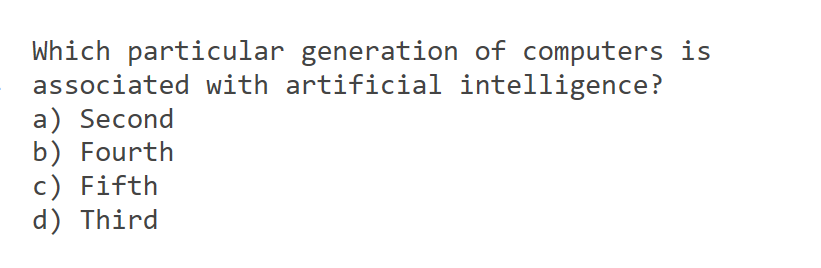 Which particular generation of computers is
associated with artificial intelligence?
a) Second
b) Fourth
c) Fifth
d) Third